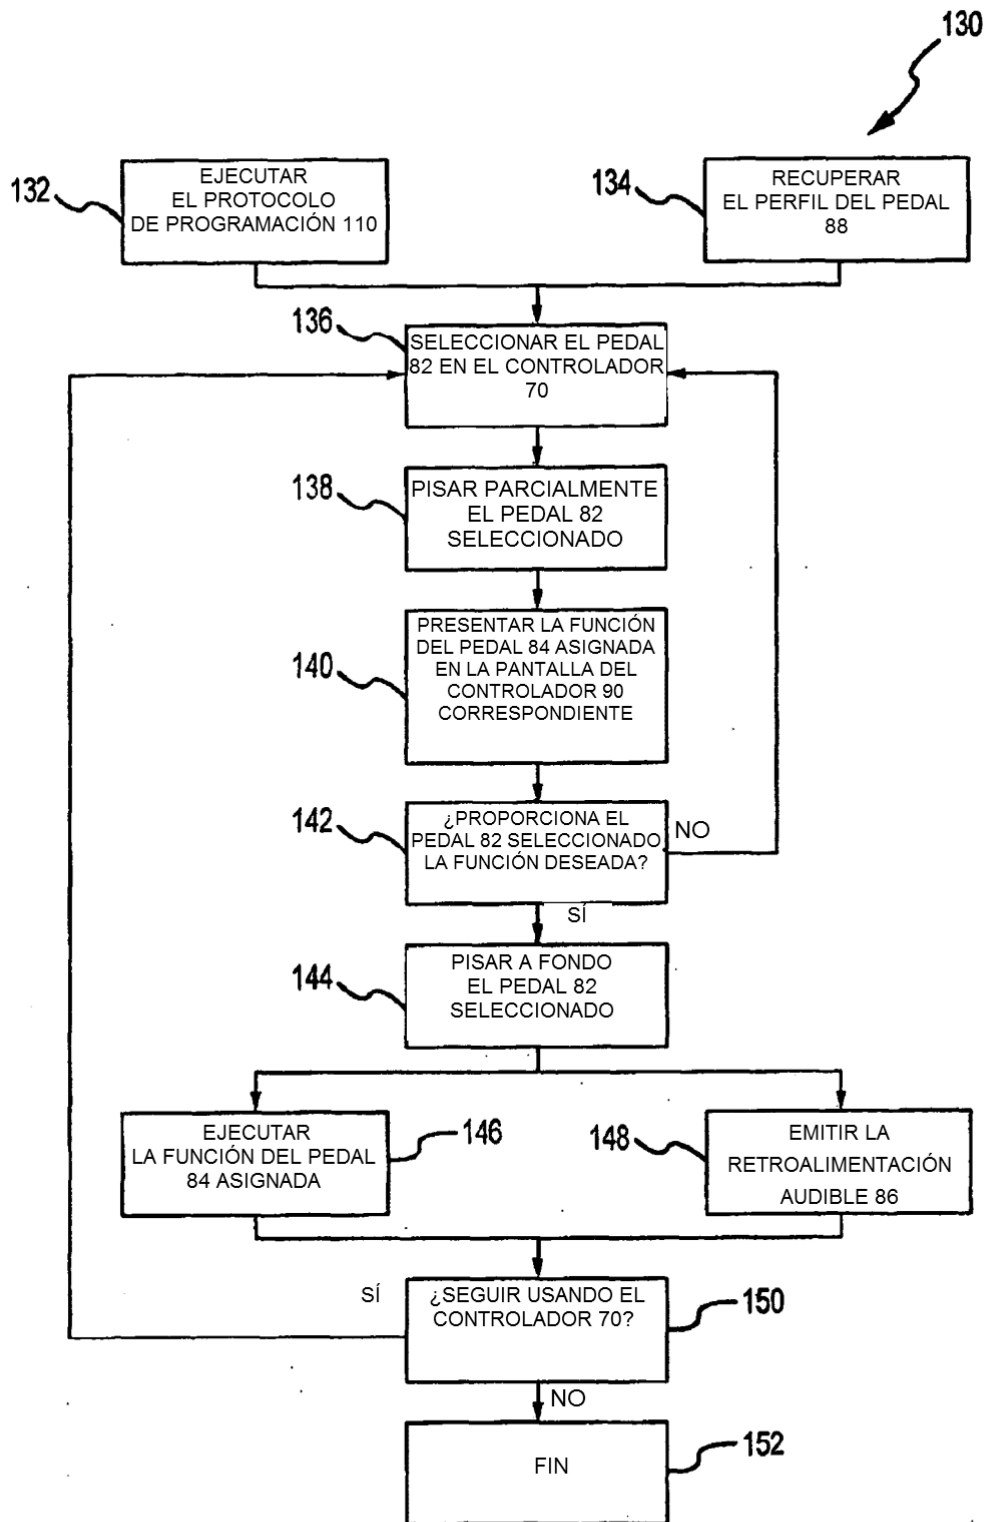 130
132
EJECUTAR
EL PROTOCOLO
DE PROGRAMACIÓN 110
134
RECUPERAR
EL PERFIL DEL PEDAL
88
136
SELECCIONAR EL PEDAL
82 EN EL CONTROLADOR
70
138
PISAR PARCIALMENTE
EL PEDAL 82
SELECCIONADO
140
PRESENTAR LA FUNCIÓN
DEL PEDAL 84 ASIGNADA
EN LA PANTALLA DEL
CONTROLADOR 90
CORRESPONDIENTE
142
¿PROPORCIONA EL
PEDAL 82 SELECCIONADO
LA FUNCIÓN DESEADA?
NO
SÍ
144
PISAR A FONDO
EL PEDAL 82
SELECCIONADO
EJECUTAR
LA FUNCIÓN DEL PEDAL
84 ASIGNADA
146
148
EMITIR LA
RETROALIMENTACIÓN
AUDIBLE 86
SÍ
¿SEGUIR USANDO EL
CONTROLADOR 70?
150
NO
FIN
152